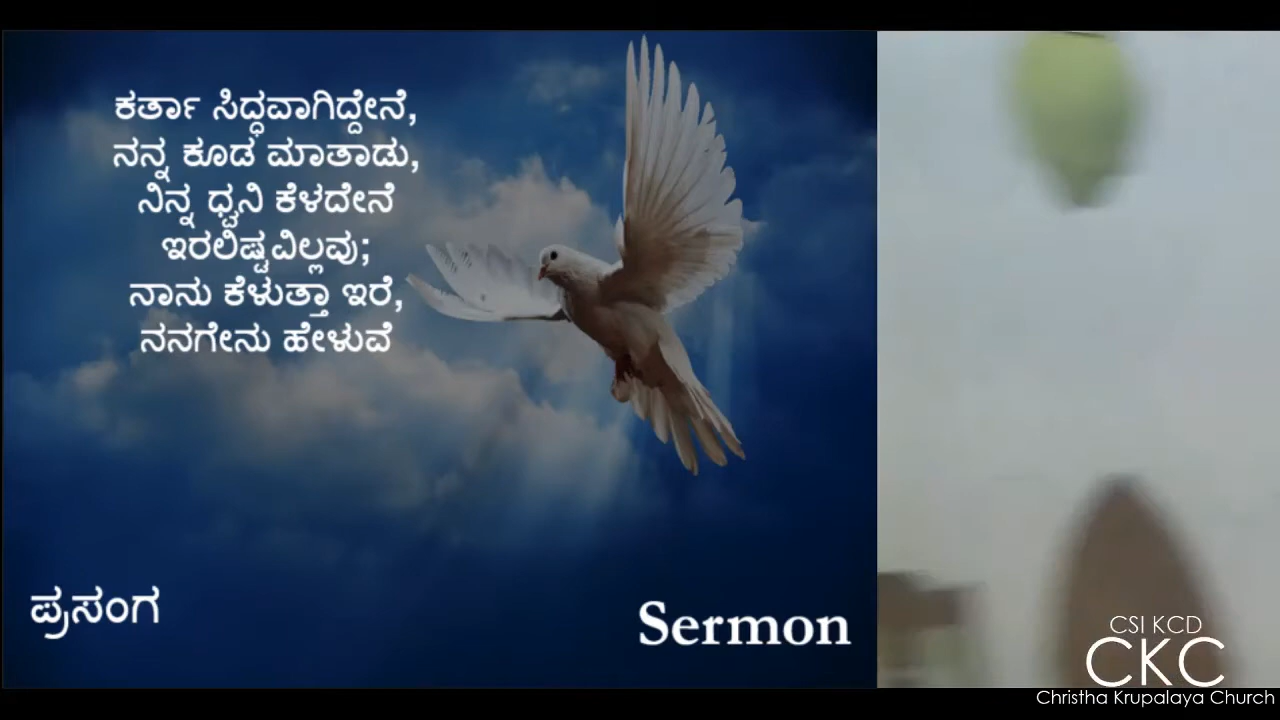 ಕರ್ತಾ ಸಿದ್ಧವಾಗಿದ್ದೇನೆ,
ನನ್ನ ಕೂಡ ಮಾತಾಡು,
ನಿನ್ನ ಧ್ವನಿ ಕೆಳದೇನೆ
ಇರಲಿಷ್ಟವಿಲ್ಲವು;
ನಾನು ಕೆಳುತ್ತಾ ಇರೆ,
ನನಗೇನು ಹೇಳುವೆ
ಪ್ರಸಂಗ
Sermon
CSI KCD
CKC
Christha Krupalaya Church